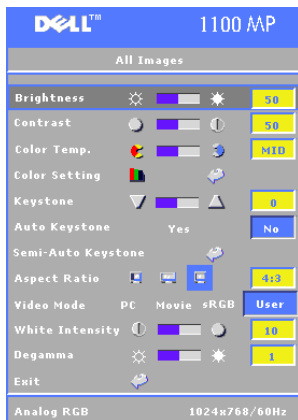 DELL™ 1100 MP
All Images
Brightness 50
Contrast 50
Color Temp. MID
Color Setting
Keystone 0
Auto Keystone Yes No
Semi-Auto Keystone
Aspect Ratio 4:3
Video Mode PC Movie sRGB User
White Intensity 10
Degamma 1
Exit
Analog RGB 1024x768/60Hz